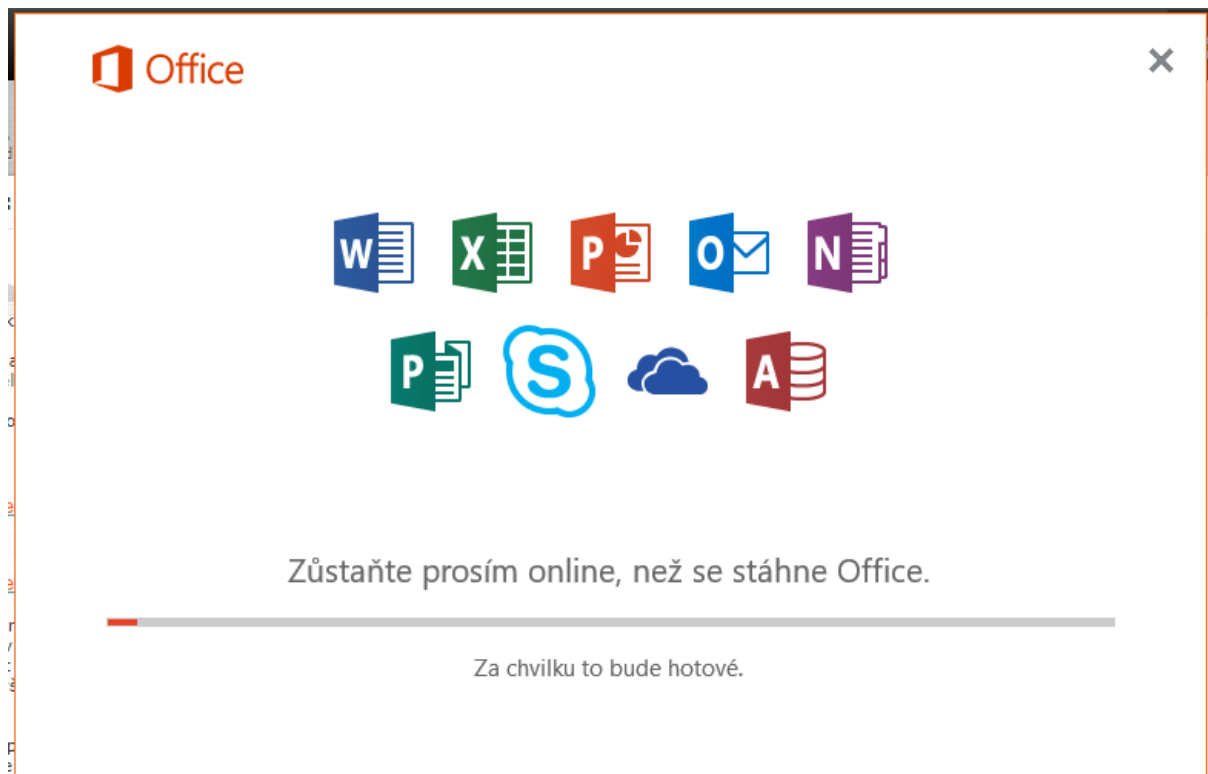 Office
W X P O N
P S A
Zůstaňte prosím online, než se stáhne Office.
Za chvilku to bude hotové.